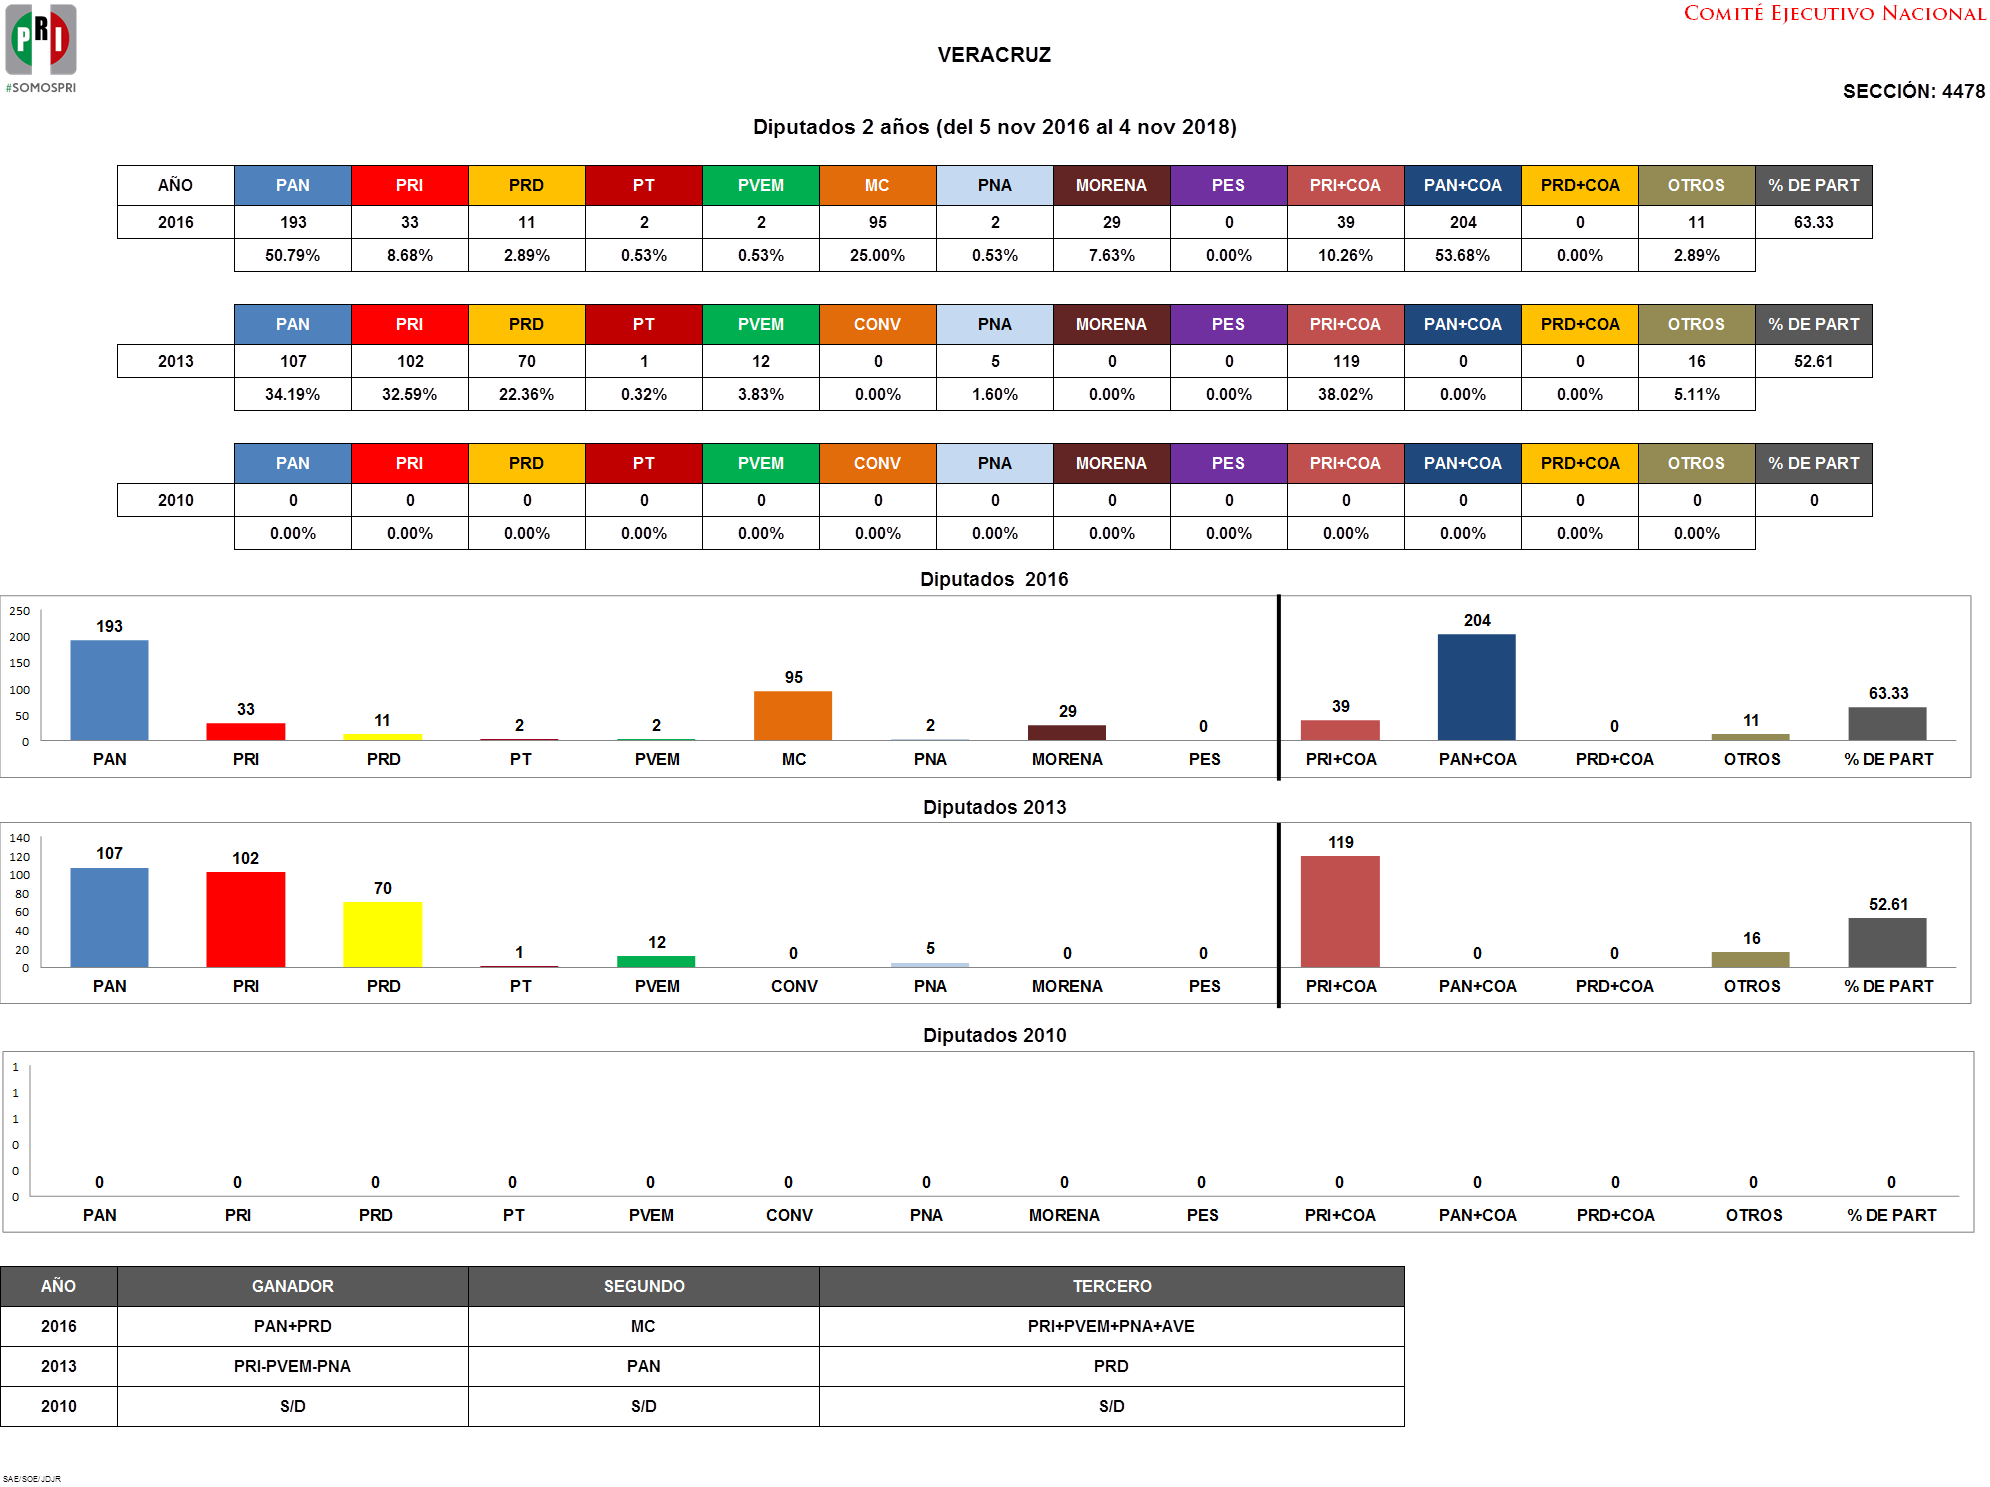 PRI
#SOMOSPRI
COMITÉ EJECUTIVO NACIONAL
VERACRUZ
SECCIÓN: 4478
Diputados 2 años (del 5 nov 2016 al 4 nov 2018)
AÑO PAN PRI PRD PT PVEM MC PNA MORENA PES PRI+COA PAN+COA PRD+COA OTROS % DE PART
2016 193 33 11 2 2 95 2 29 0 39 204 0 11 63.33
50.79% 8.68% 2.89% 0.53% 0.53% 25.00% 0.53% 7.63% 0.00% 10.26% 53.68% 0.00% 2.89%
PAN PRI PRD PT PVEM CONV PNA MORENA PES PRI+COA PAN+COA PRD+COA OTROS % DE PART
2013 107 102 70 1 12 0 5 0 0 119 0 0 16 52.61
34.19% 32.59% 22.36% 0.32% 3.83% 0.00% 1.60% 0.00% 0.00% 38.02% 0.00% 0.00% 5.11%
PAN PRI PRD PT PVEM CONV PNA MORENA PES PRI+COA PAN+COA PRD+COA OTROS % DE PART
2010 0 0 0 0 0 0 0 0 0 0 0 0 0 0
0.00% 0.00% 0.00% 0.00% 0.00% 0.00% 0.00% 0.00% 0.00% 0.00% 0.00% 0.00% 0.00%
Diputados 2016
250
200
150
100
50
0
193 33 11 2 2 95 2 29 0 39 204 0 11 63.33
PAN PRI PRD PT PVEM MC PNA MORENA PES PRI+COA PAN+COA PRD+COA OTROS % DE PART
Diputados 2013
140
120
100
80
60
40
20
0
107 102 70 1 12 0 5 0 0 119 0 0 16 52.61
PAN PRI PRD PT PVEM CONV PNA MORENA PES PRI+COA PAN+COA PRD+COA OTROS % DE PART
Diputados 2010
1
1
1
0
0
0
0 0 0 0 0 0 0 0 0 0 0 0 0 0
PAN PRI PRD PT PVEM CONV PNA MORENA PES PRI+COA PAN+COA PRD+COA OTROS % DE PART
AÑO GANADOR SEGUNDO TERCERO
2016 PAN+PRD MC PRI+PVEM+PNA+AVE
2013 PRI-PVEM-PNA PAN PRD
2010 S/D S/D S/D
SAE/SOE/JDJR